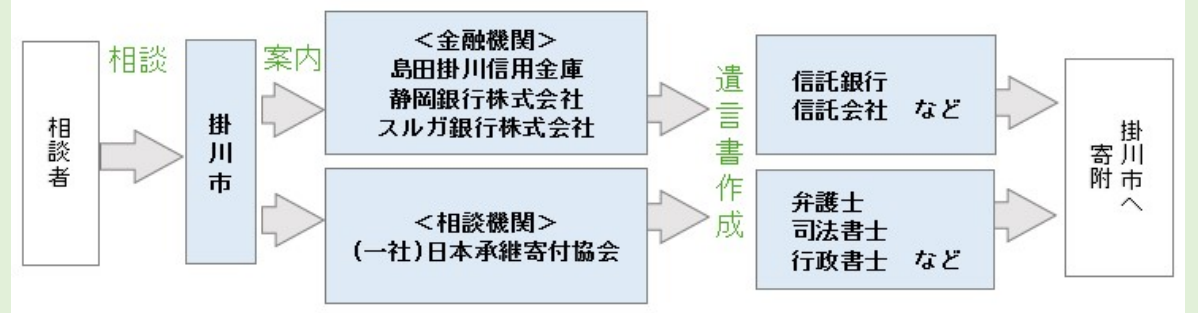 相談者
相談
掛川市
案内
＜金融機関＞
島田掛川信用金庫
静岡銀行株式会社
スルガ銀行株式会社
＜相談機関＞
(一社)日本承継寄付協会
遺言書作成
信託銀行
信託会社　など
弁護士
司法書士
行政書士　など
掛川市へ
寄附